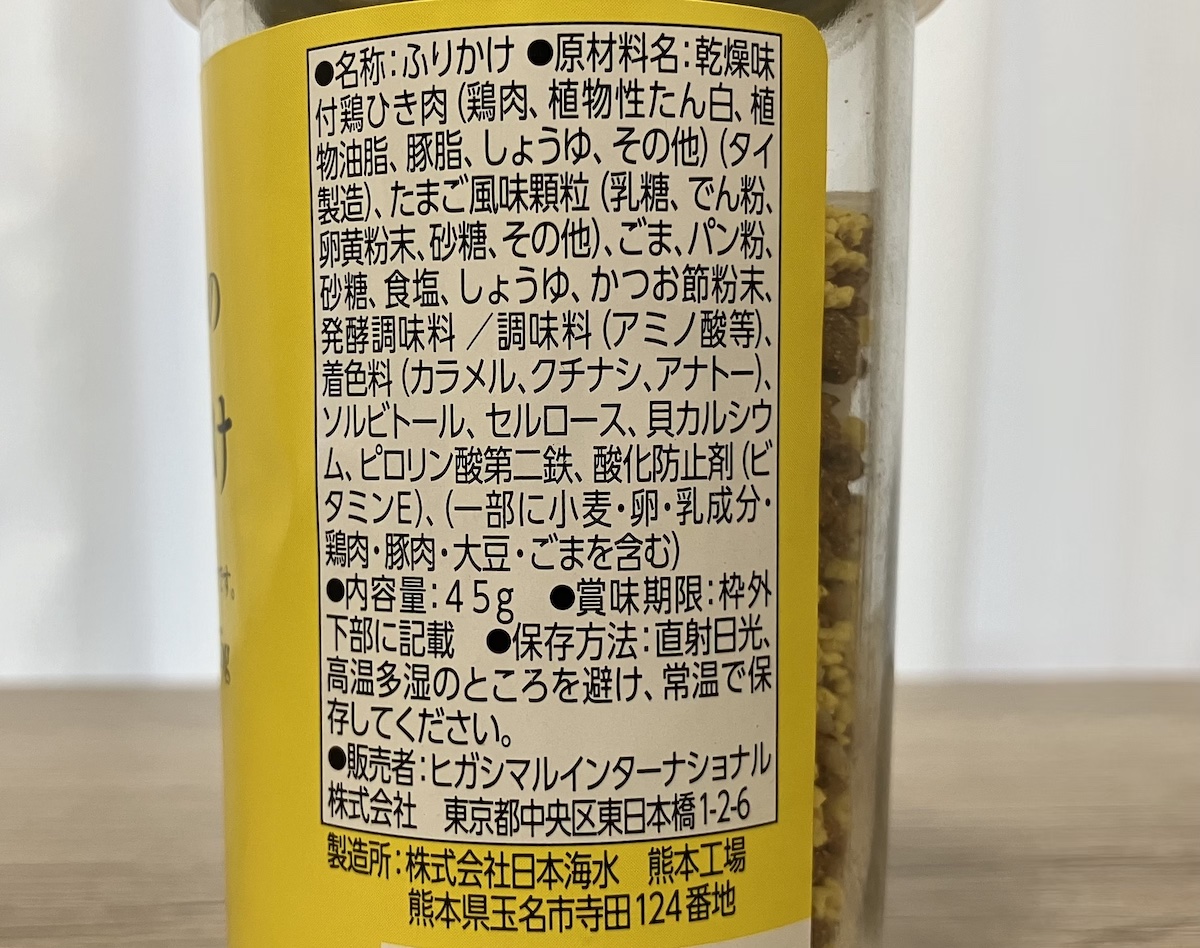 ●名称:ふりかけ ●原材料名:乾燥味
付鶏ひき肉(鶏肉、植物性たん白、植
物油脂、豚脂、しょうゆ、その他)(タイ
製造)、たまご風味顆粒(乳糖、でん粉、
卵黄粉末、砂糖、その他)、ごま、パン粉、
砂糖、食塩、しょうゆ、かつお節粉末、
発酵調味料/調味料(アミノ酸等)、
着色料(カラメル、クチナシ、アナトー)、
ソルビトール、セルロース、貝カルシウ
ム、ピロリン酸第二鉄、酸化防止剤(ビ
タミンE)、(一部に小麦・卵・乳成分・
鶏肉・豚肉・大豆・ごまを含む)
●内容量:45g ●賞味期限:枠外
下部に記載 ●保存方法:直射日光、
高温多湿のところを避け、常温で保
存してください。
●販売者:ヒガシマルインターナショナル
株式会社 東京都中央区東日本橋1-2-6
製造所:株式会社日本海水 熊本工場
熊本県玉名市寺田124番地
の
け
です。